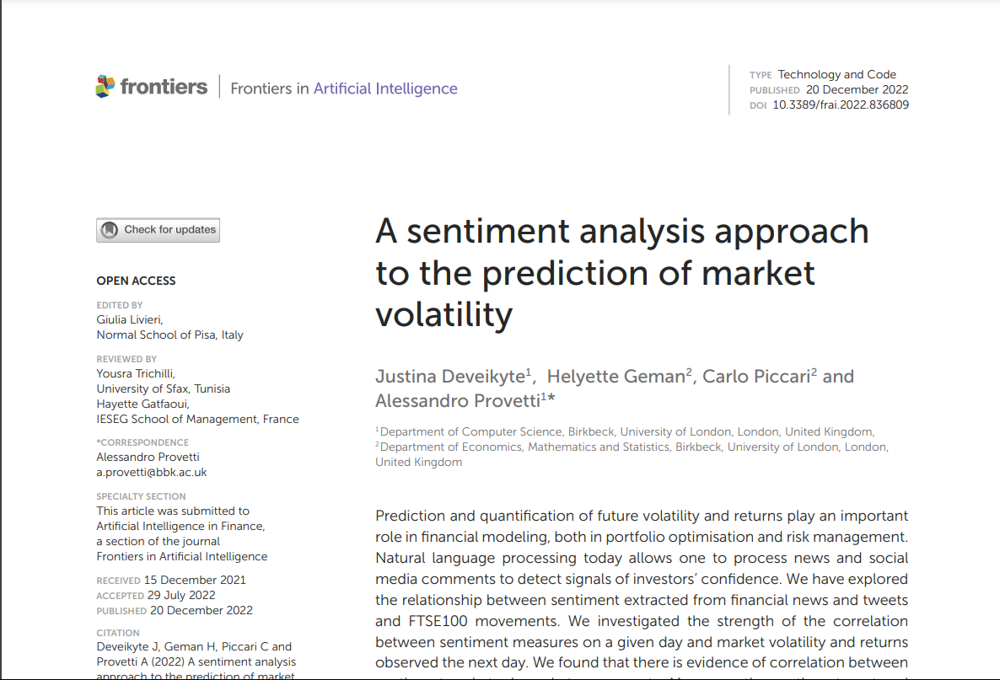 frontiers | Frontiers in Artificial Intelligence
TYPE Technology and Code
PUBLISHED 20 December 2022
DOI 10.3389/frai.2022.836809
Check for updates
OPEN ACCESS
EDITED BY
Giulia Livieri,
Normal School of Pisa, Italy
REVIEWED BY
Yousra Trichilli,
University of Sfax, Tunisia
Hayette Gatfaoui,
IESEG School of Management, France
*CORRESPONDENCE
Alessandro Provetti
a.provetti@bbk.ac.uk
SPECIALTY SECTION
This article was submitted to
Artificial Intelligence in Finance,
a section of the journal
Frontiers in Artificial Intelligence
RECEIVED 15 December 2021
ACCEPTED 29 July 2022
PUBLISHED 20 December 2022
CITATION
Deveikyte J, Geman H, Piccari C and
Provetti A (2022) A sentiment analysis
approach to the prediction of market
A sentiment analysis approach
to the prediction of market
volatility
Justina Deveikyte¹, Helyette Geman², Carlo Piccari² and
Alessandro Provetti¹*
¹Department of Computer Science, Birkbeck, University of London, London, United Kingdom,
²Department of Economics, Mathematics and Statistics, Birkbeck, University of London, London,
United Kingdom
Prediction and quantification of future volatility and returns play an important
role in financial modeling, both in portfolio optimisation and risk management.
Natural language processing today allows one to process news and social
media comments to detect signals of investors' confidence. We have explored
the relationship between sentiment extracted from financial news and tweets
and FTSE100 movements. We investigated the strength of the correlation
between sentiment measures on a given day and market volatility and returns
observed the next day. We found that there is evidence of correlation between